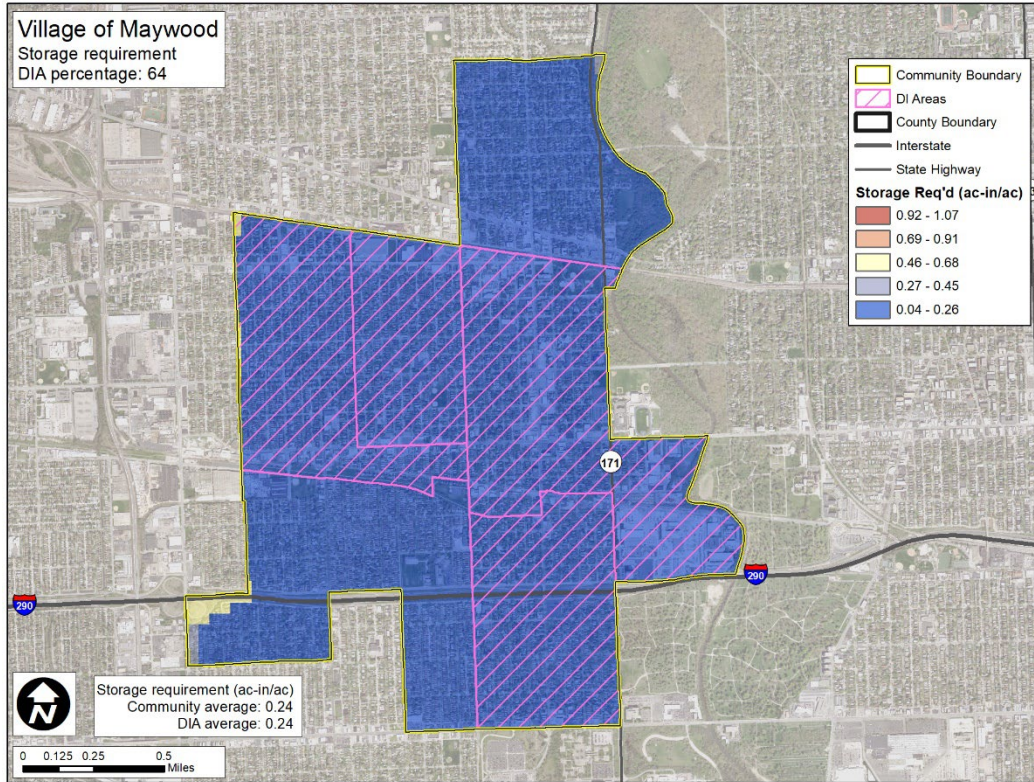 Village of Maywood
Storage requirement
DIA percentage: 64
Community Boundary
DI Areas
County Boundary
Interstate
State Highway
Storage Req'd (ac-in/ac)
0.92 - 1.07
0.69 - 0.91
0.46 - 0.68
0.27 - 0.45
0.04 - 0.26
171
290
290
N
Storage requirement (ac-in/ac)
Community average: 0.24
DIA average: 0.24
0 0.125 0.25 0.5
Miles